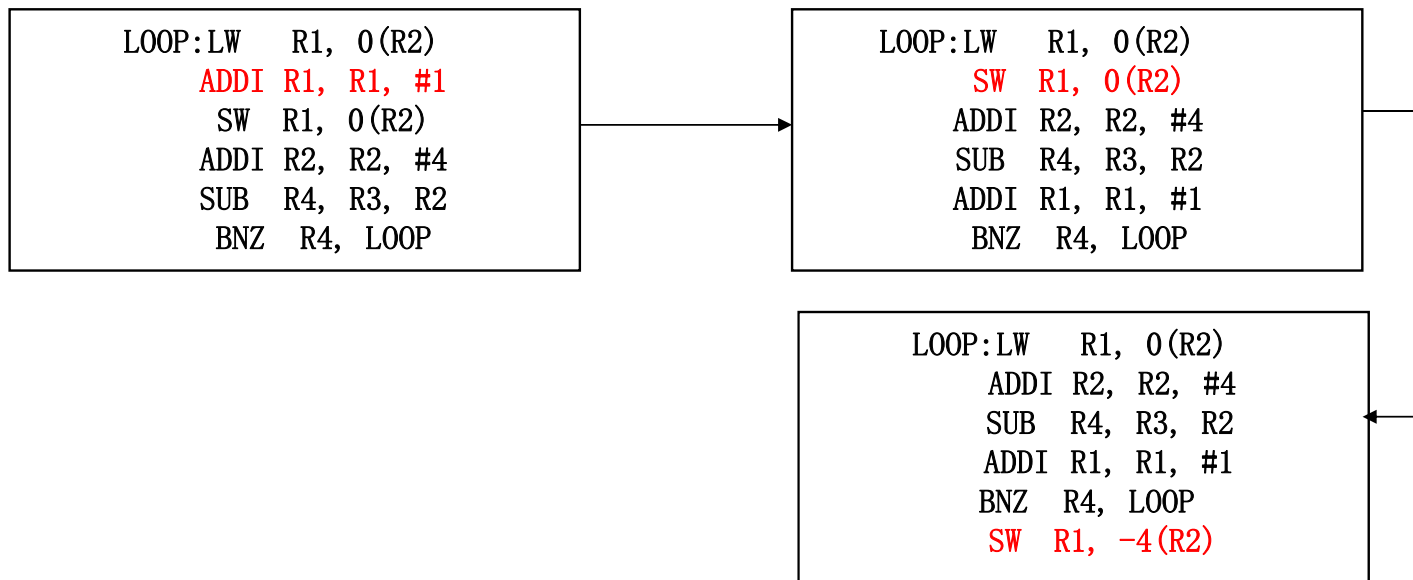 LOOP:LW R1, 0(R2)
ADDI R1, R1, #1
SW R1, 0(R2)
ADDI R2, R2, #4
SUB R4, R3, R2
BNZ R4, LOOP
LOOP:LW R1, 0(R2)
SW R1, 0(R2)
ADDI R2, R2, #4
SUB R4, R3, R2
ADDI R1, R1, #1
BNZ R4, LOOP
LOOP:LW R1, 0(R2)
ADDI R2, R2, #4
SUB R4, R3, R2
ADDI R1, R1, #1
BNZ R4, LOOP
SW R1, -4(R2)